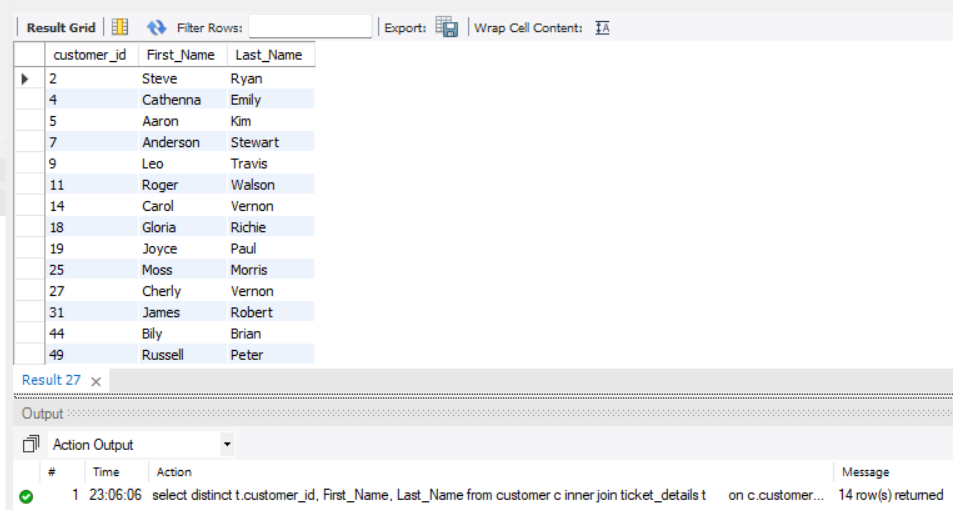 Result Grid Filter Rows: Export: Wrap Cell Content: IA
customer_id First_Name Last_Name
2 Steve Ryan
4 Cathenna Emily
5 Aaron Kim
7 Anderson Stewart
9 Leo Travis
11 Roger Walson
14 Carol Vernon
18 Gloria Richie
19 Joyce Paul
25 Moss Morris
27 Cherly Vernon
31 James Robert
44 Bily Brian
49 Russell Peter
Result 27 ×
Output
Action Output
# Time Action Message
1 23:06:06 select distinct t.customer_id, First_Name, Last_Name from customer c inner join ticket_details t on c.customer... 14 row(s) returned